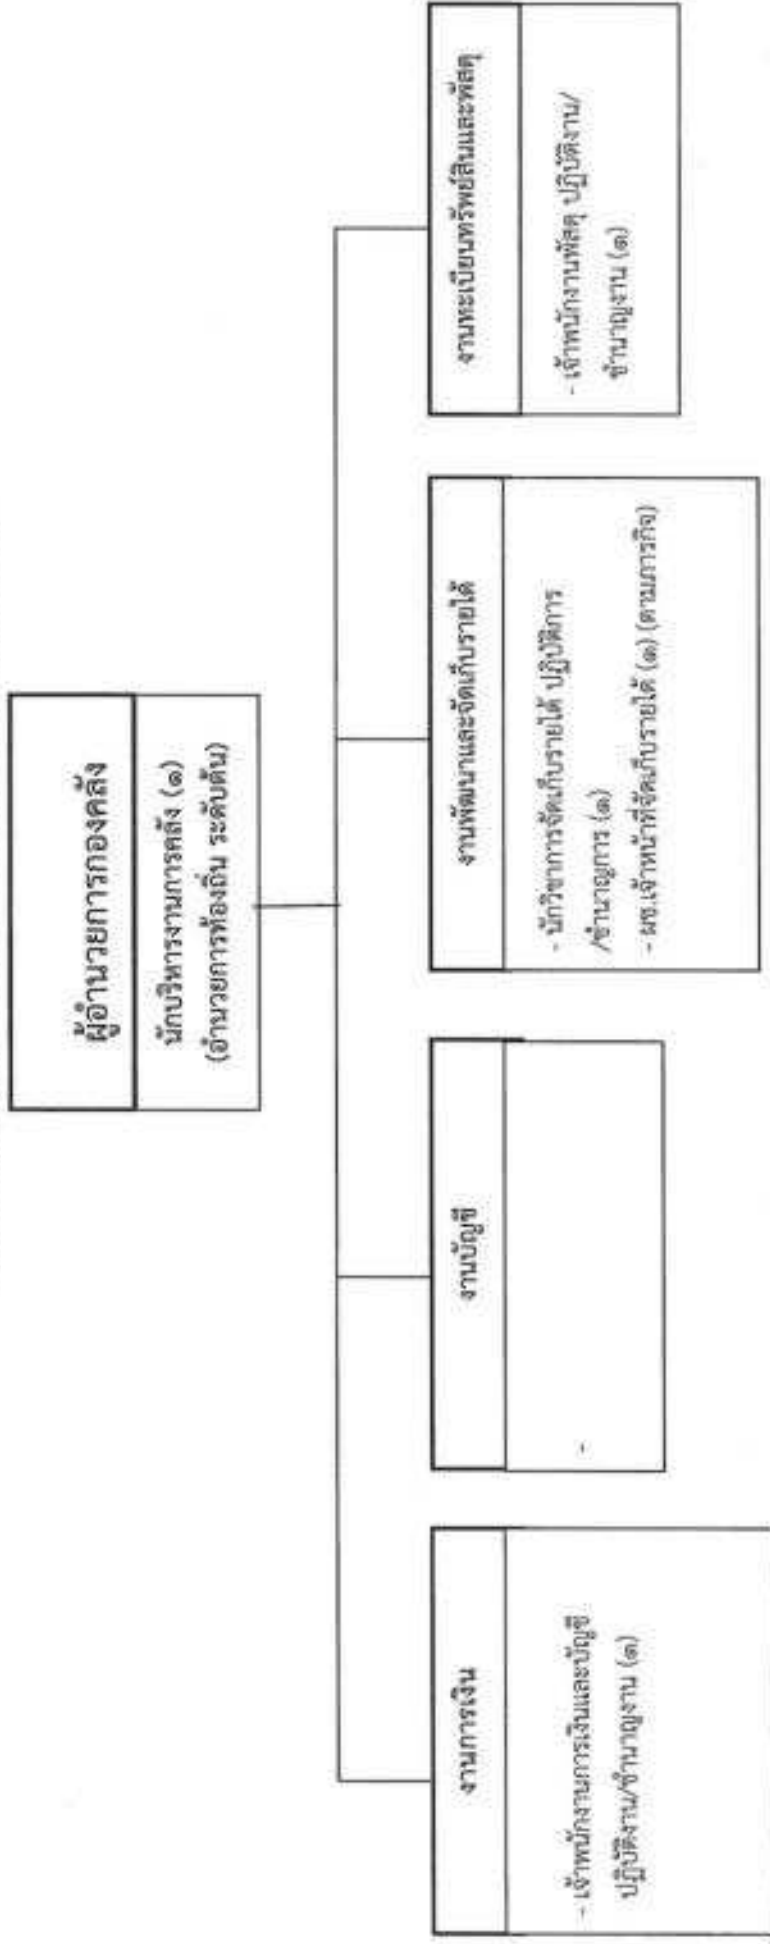 ผู้อำนวยการกองคลัง
นักบริหารงานการคลัง (๑)
(อำนวยการท้องถิ่น ระดับต้น)
งานการเงิน
- เจ้าพนักงานการเงินและบัญชี
ปฏิบัติงาน/ชำนาญงาน (๑)
งานบัญชี
-
งานพัฒนาและจัดเก็บรายได้
- นักวิชาการจัดเก็บรายได้ ปฏิบัติการ
/ชำนาญการ (๑)
- ผช.เจ้าหน้าที่จัดเก็บรายได้ (๑) (ตามภารกิจ)
งานทะเบียนทรัพย์สินและพัสดุ
- เจ้าพนักงานพัสดุ ปฏิบัติงาน/
ชำนาญงาน (๑)